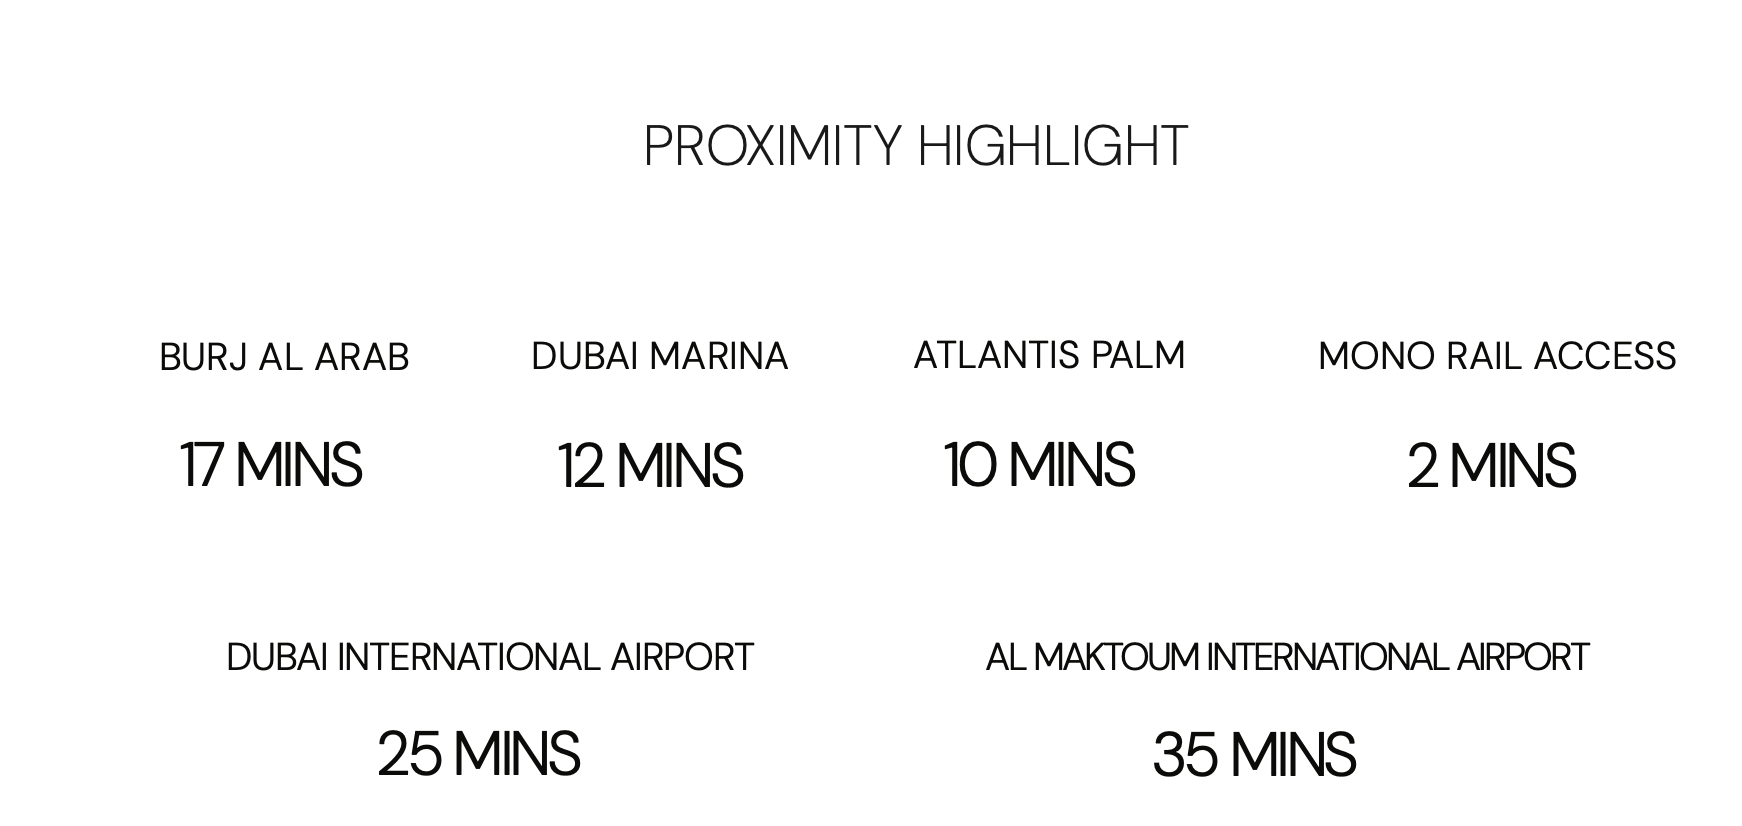 PROXIMITY HIGHLIGHT
BURJ AL ARAB
DUBAI MARINA
ATLANTIS PALM
MONO RAIL ACCESS
17 MINS
12 MINS
10 MINS
2 MINS
DUBAI INTERNATIONAL AIRPORT
AL MAKTOUM INTERNATIONAL AIRPORT
25 MINS
35 MINS